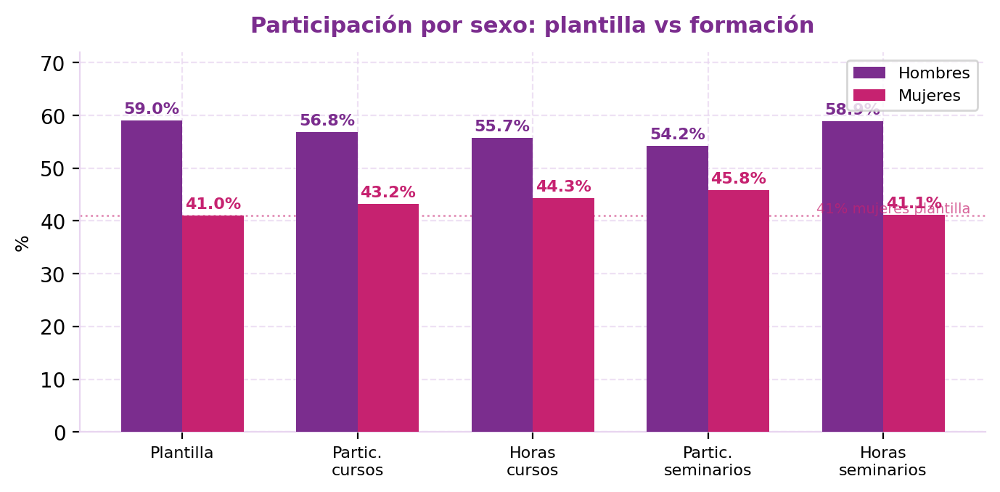 Participación por sexo: plantilla vs formación
Hombres
Mujeres
%
70
60
50
40
30
20
10
0
59.0%
41.0%
56.8%
43.2%
55.7%
44.3%
54.2%
45.8%
58.9%
41.1%
41% mujeres plantilla
Plantilla
Partic.
cursos
Horas
cursos
Partic.
seminarios
Horas
seminarios